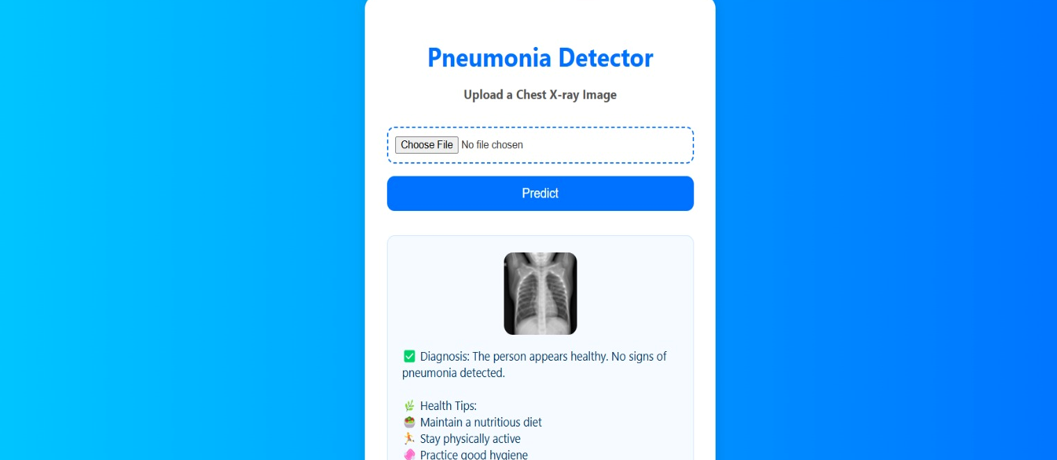 Pneumonia Detector
Upload a Chest X-ray Image
Choose File No file chosen
Predict
✅ Diagnosis: The person appears healthy. No signs of
pneumonia detected.
🌿 Health Tips:
🥗 Maintain a nutritious diet
🏃 Stay physically active
🧼 Practice good hygiene